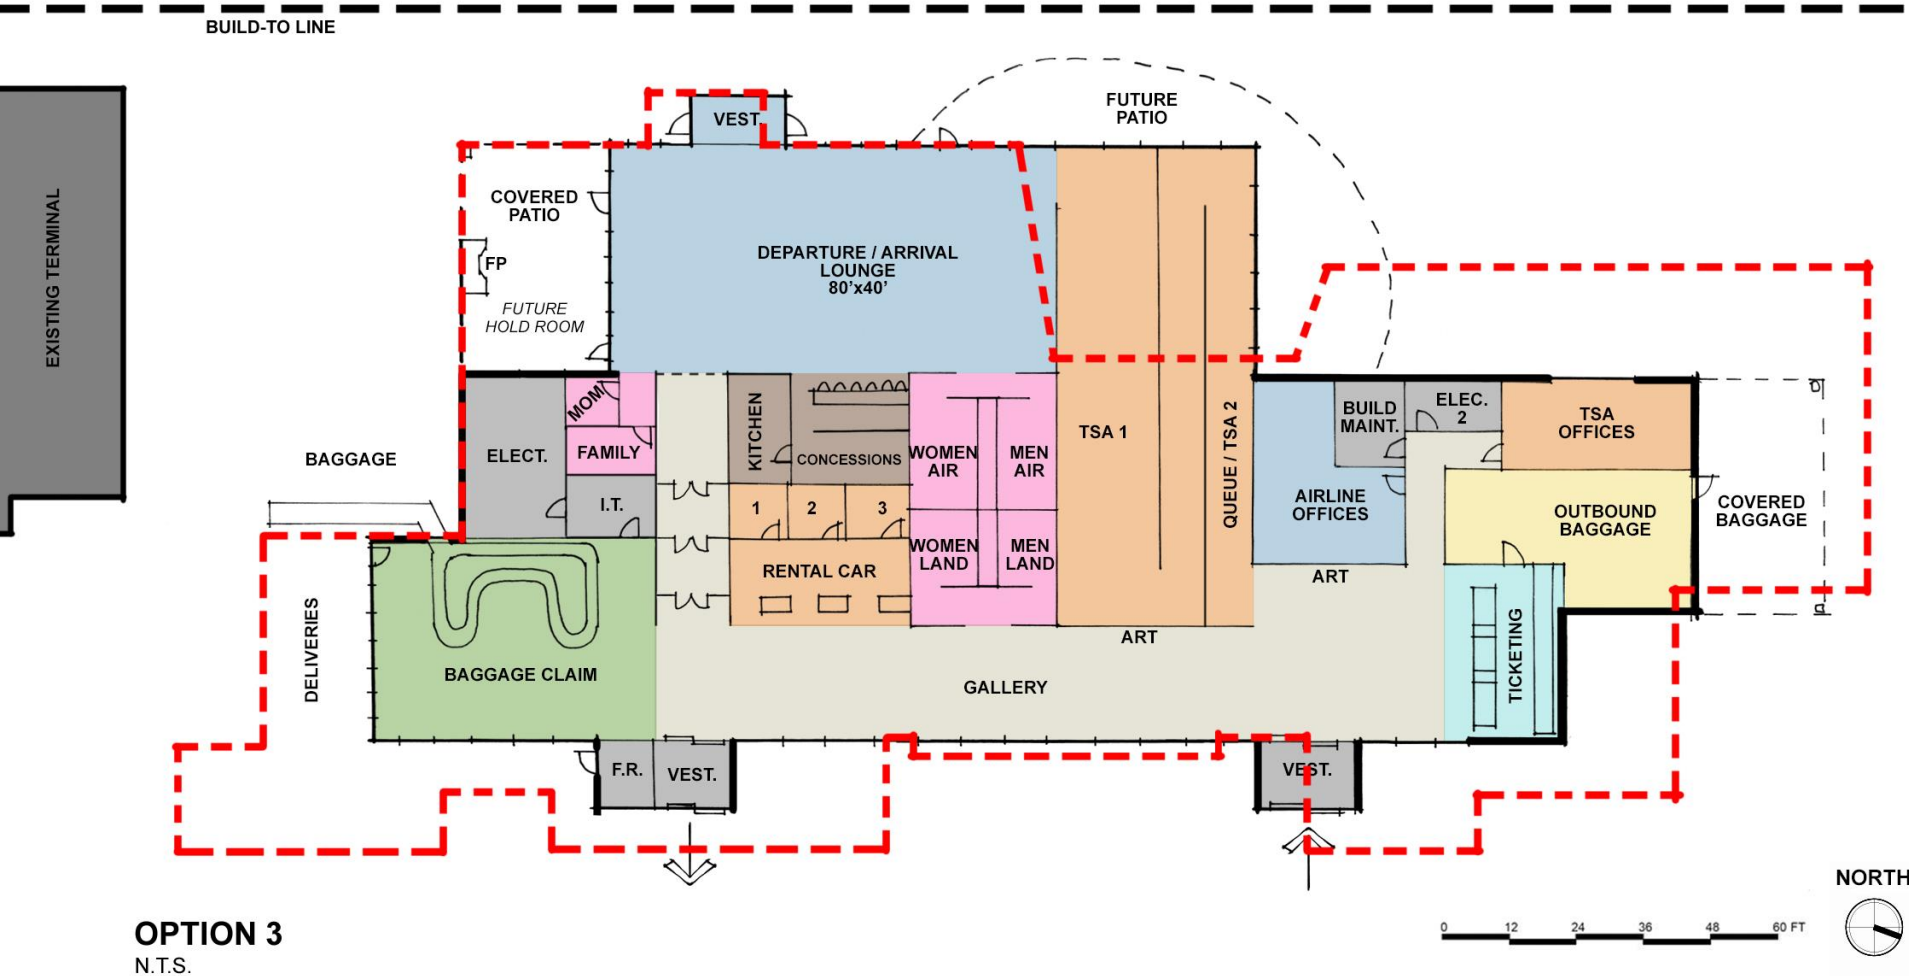 BUILD-TO LINE
EXISTING TERMINAL
VEST.
FUTURE
PATIO
COVERED
PATIO
FP
FUTURE
HOLD ROOM
DEPARTURE / ARRIVAL
LOUNGE
80'x40'
BAGGAGE
ELECT.
MOM
FAMILY
I.T.
KITCHEN
CONCESSIONS
1
2
3
RENTAL CAR
WOMEN
AIR
MEN
AIR
WOMEN
LAND
MEN
LAND
TSA 1
QUEUE / TSA 2
BUILD
MAINT.
ELEC.
2
TSA
OFFICES
AIRLINE
OFFICES
OUTBOUND
BAGGAGE
COVERED
BAGGAGE
ART
ART
TICKETING
DELIVERIES
BAGGAGE CLAIM
GALLERY
F.R.
VEST.
VEST.
OPTION 3
N.T.S.
0 12 24 36 48 60 FT
NORTH